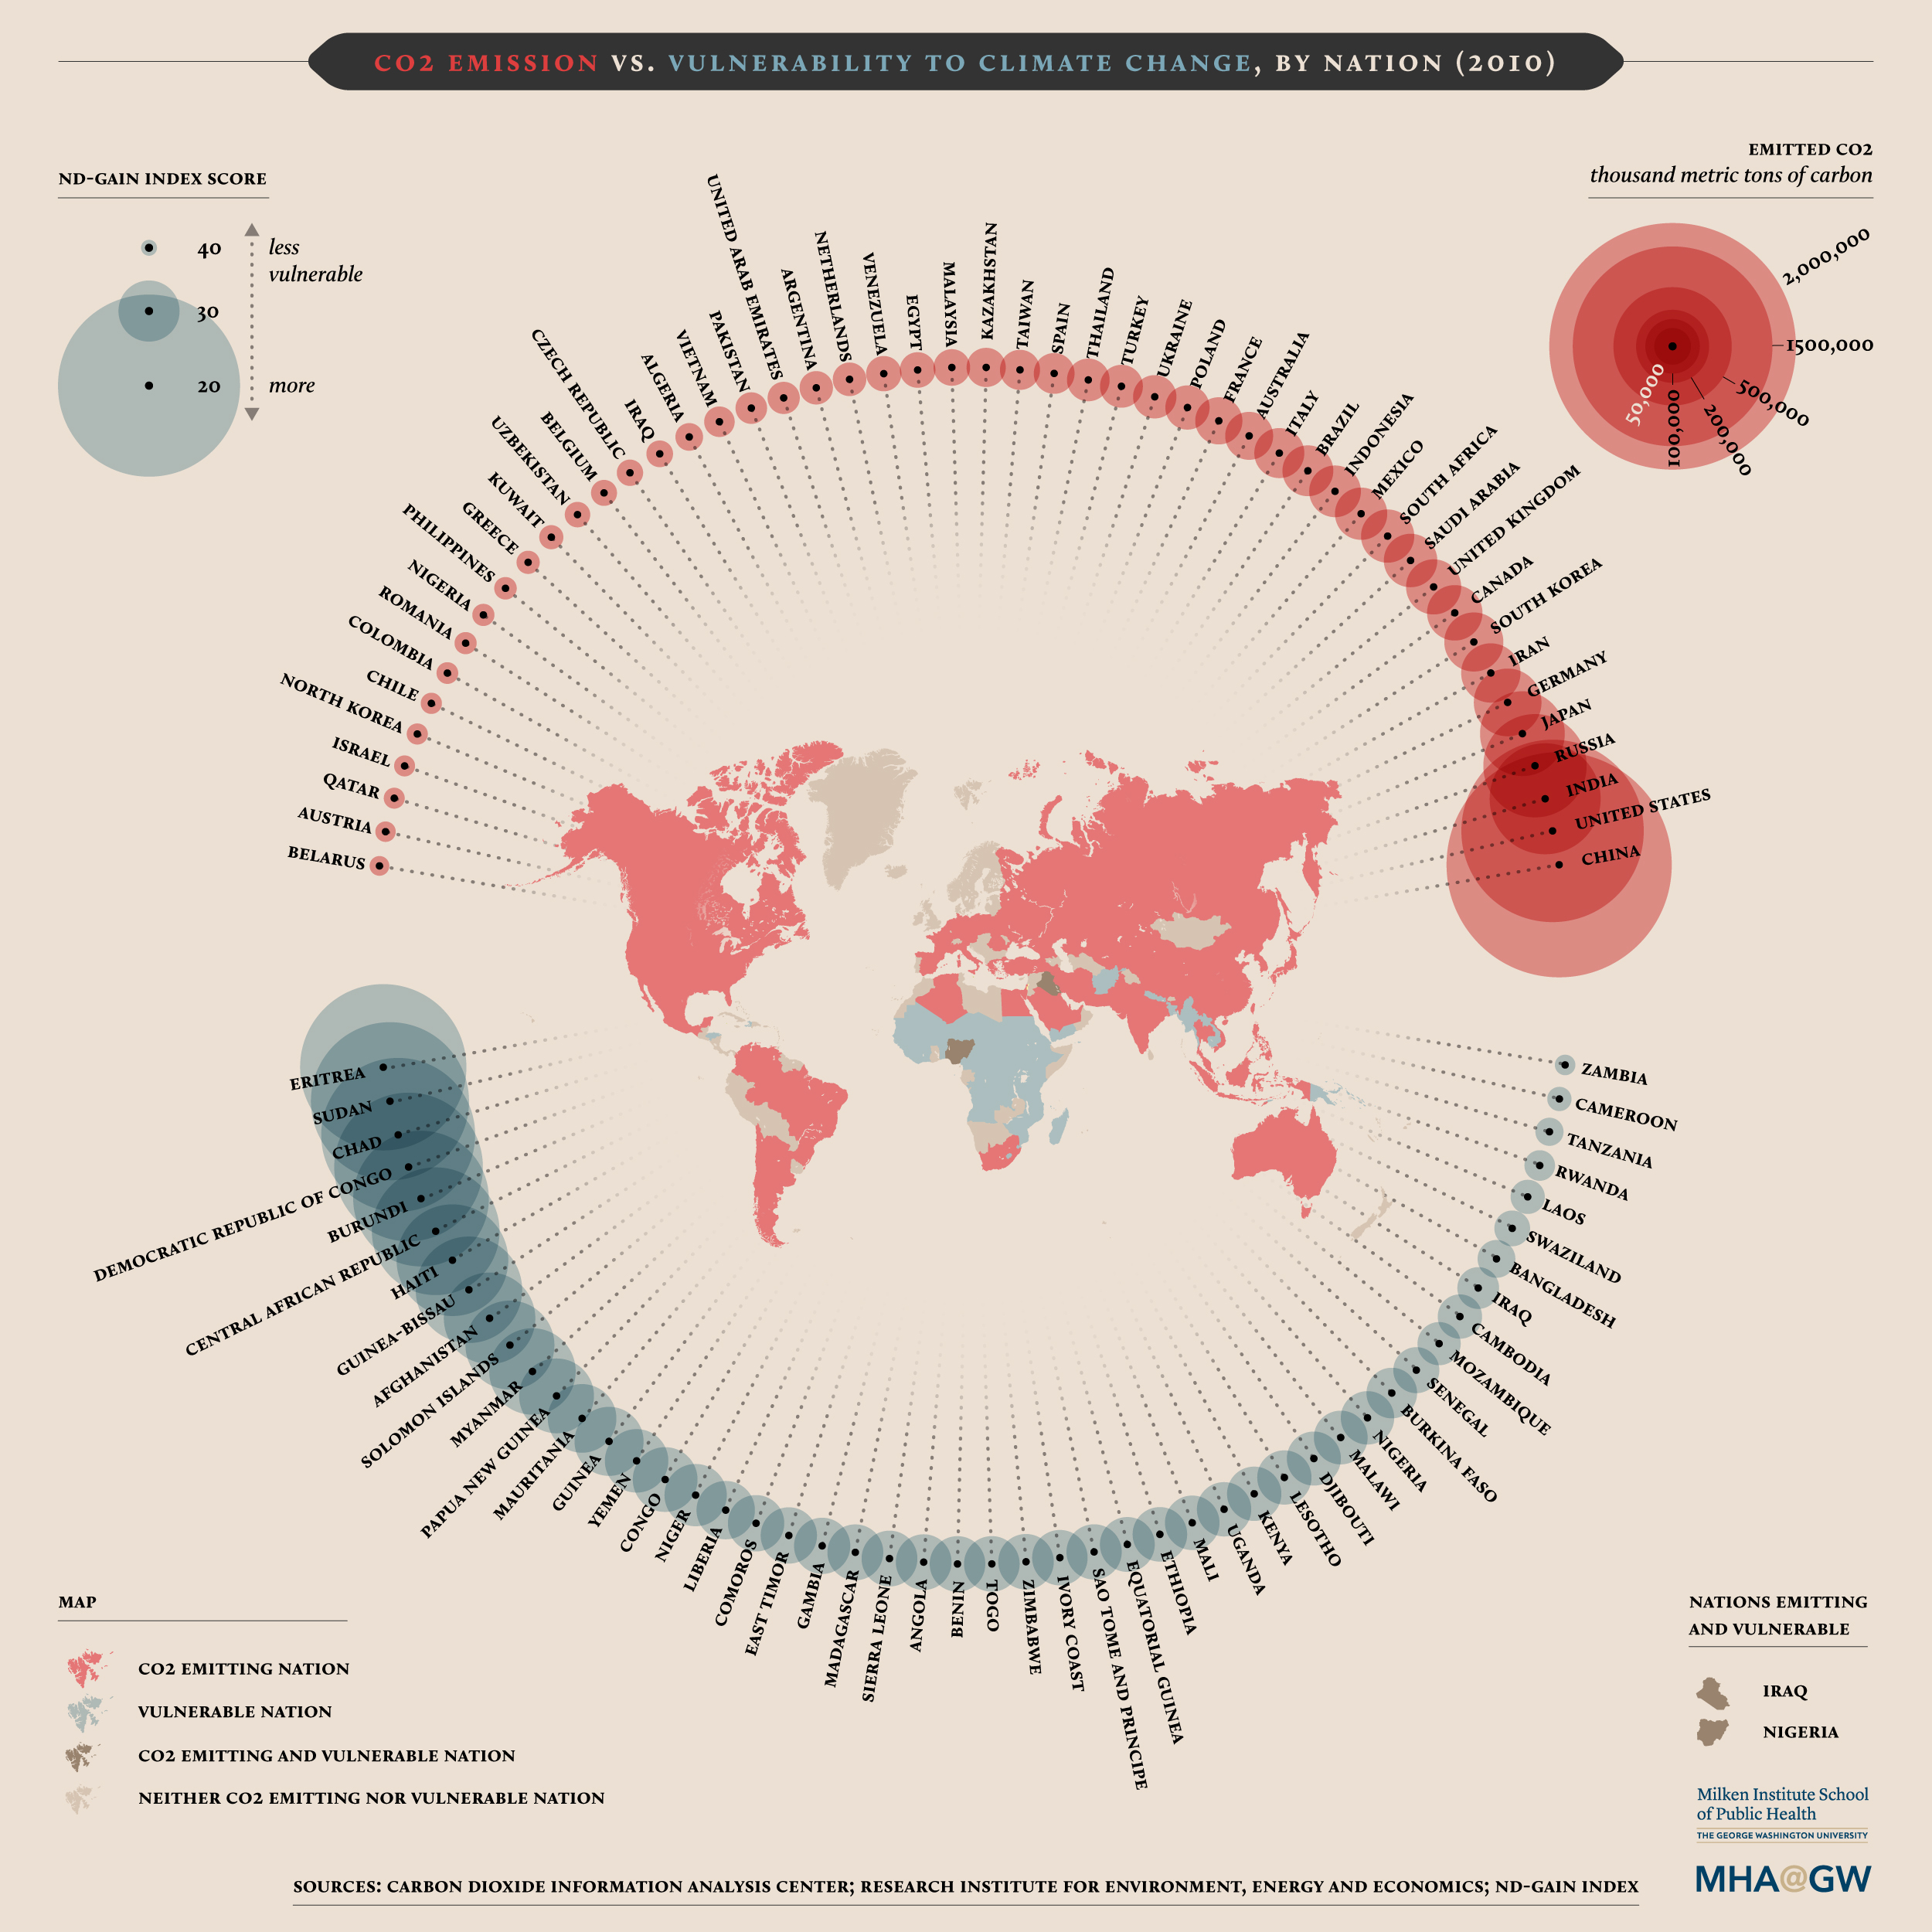 CO2 EMISSION VS. VULNERABILITY TO CLIMATE CHANGE, BY NATION (2010)
ND-GAIN INDEX SCORE
40
less
vulnerable
30
20
more
EMITTED CO2
thousand metric tons of carbon
2,000,000
1500,000
500,000
200,000
100,000
50,000
BELARUS
AUSTRIA
QATAR
ISRAEL
NORTH KOREA
CHILE
COLOMBIA
ROMANIA
NIGERIA
PHILIPPINES
GREECE
KUWAIT
UZBEKISTAN
BELGIUM
CZECH REPUBLIC
IRAQ
ALGERIA
VIETNAM
PAKISTAN
UNITED ARAB EMIRATES
ARGENTINA
NETHERLANDS
VENEZUELA
EGYPT
MALAYSIA
KAZAKHSTAN
TAIWAN
SPAIN
THAILAND
TURKEY
UKRAINE
POLAND
FRANCE
AUSTRALIA
ITALY
BRAZIL
INDONESIA
MEXICO
SOUTH AFRICA
SAUDI ARABIA
UNITED KINGDOM
CANADA
SOUTH KOREA
IRAN
GERMANY
JAPAN
RUSSIA
INDIA
UNITED STATES
CHINA
ERITREA
SUDAN
CHAD
DEMOCRATIC REPUBLIC OF CONGO
BURUNDI
CENTRAL AFRICAN REPUBLIC
HAITI
GUINEA-BISSAU
AFGHANISTAN
SOLOMON ISLANDS
MYANMAR
PAPUA NEW GUINEA
MAURITANIA
GUINEA
YEMEN
CONGO
NIGER
LIBERIA
COMOROS
EAST TIMOR
GAMBIA
MADAGASCAR
SIERRA LEONE
ANGOLA
BENIN
TOGO
ZIMBABWE
IVORY COAST
SAO TOME AND PRINCIPE
EQUATORIAL GUINEA
ETHIOPIA
MALI
UGANDA
KENYA
LESOTHO
DJIBOUTI
MALAWI
NIGERIA
BURKINA FASO
SENEGAL
MOZAMBIQUE
CAMBODIA
IRAQ
BANGLADESH
SWAZILAND
LAOS
RWANDA
TANZANIA
CAMEROON
ZAMBIA
MAP
CO2 EMITTING NATION
VULNERABLE NATION
CO2 EMITTING AND VULNERABLE NATION
NEITHER CO2 EMITTING NOR VULNERABLE NATION
NATIONS EMITTING
AND VULNERABLE
IRAQ
NIGERIA
Milken Institute School
of Public Health
THE GEORGE WASHINGTON UNIVERSITY
MHA@GW
SOURCES: CARBON DIOXIDE INFORMATION ANALYSIS CENTER; RESEARCH INSTITUTE FOR ENVIRONMENT, ENERGY AND ECONOMICS; ND-GAIN INDEX